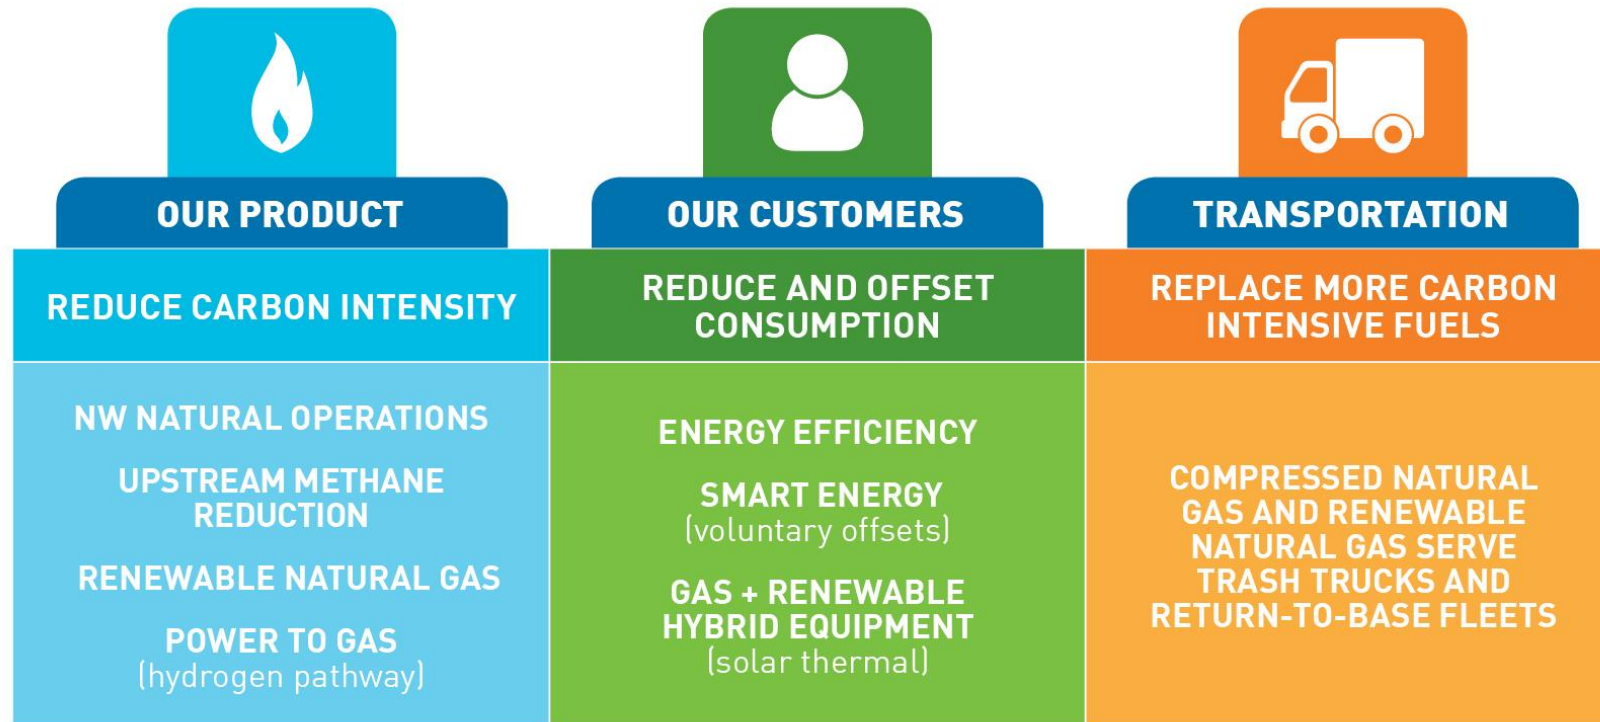 OUR PRODUCT
REDUCE CARBON INTENSITY
NW NATURAL OPERATIONS
UPSTREAM METHANE
REDUCTION
RENEWABLE NATURAL GAS
POWER TO GAS
(hydrogen pathway)
OUR CUSTOMERS
REDUCE AND OFFSET
CONSUMPTION
ENERGY EFFICIENCY
SMART ENERGY
(voluntary offsets)
GAS + RENEWABLE
HYBRID EQUIPMENT
(solar thermal)
TRANSPORTATION
REPLACE MORE CARBON
INTENSIVE FUELS
COMPRESSED NATURAL
GAS AND RENEWABLE
NATURAL GAS SERVE
TRASH TRUCKS AND
RETURN-TO-BASE FLEETS